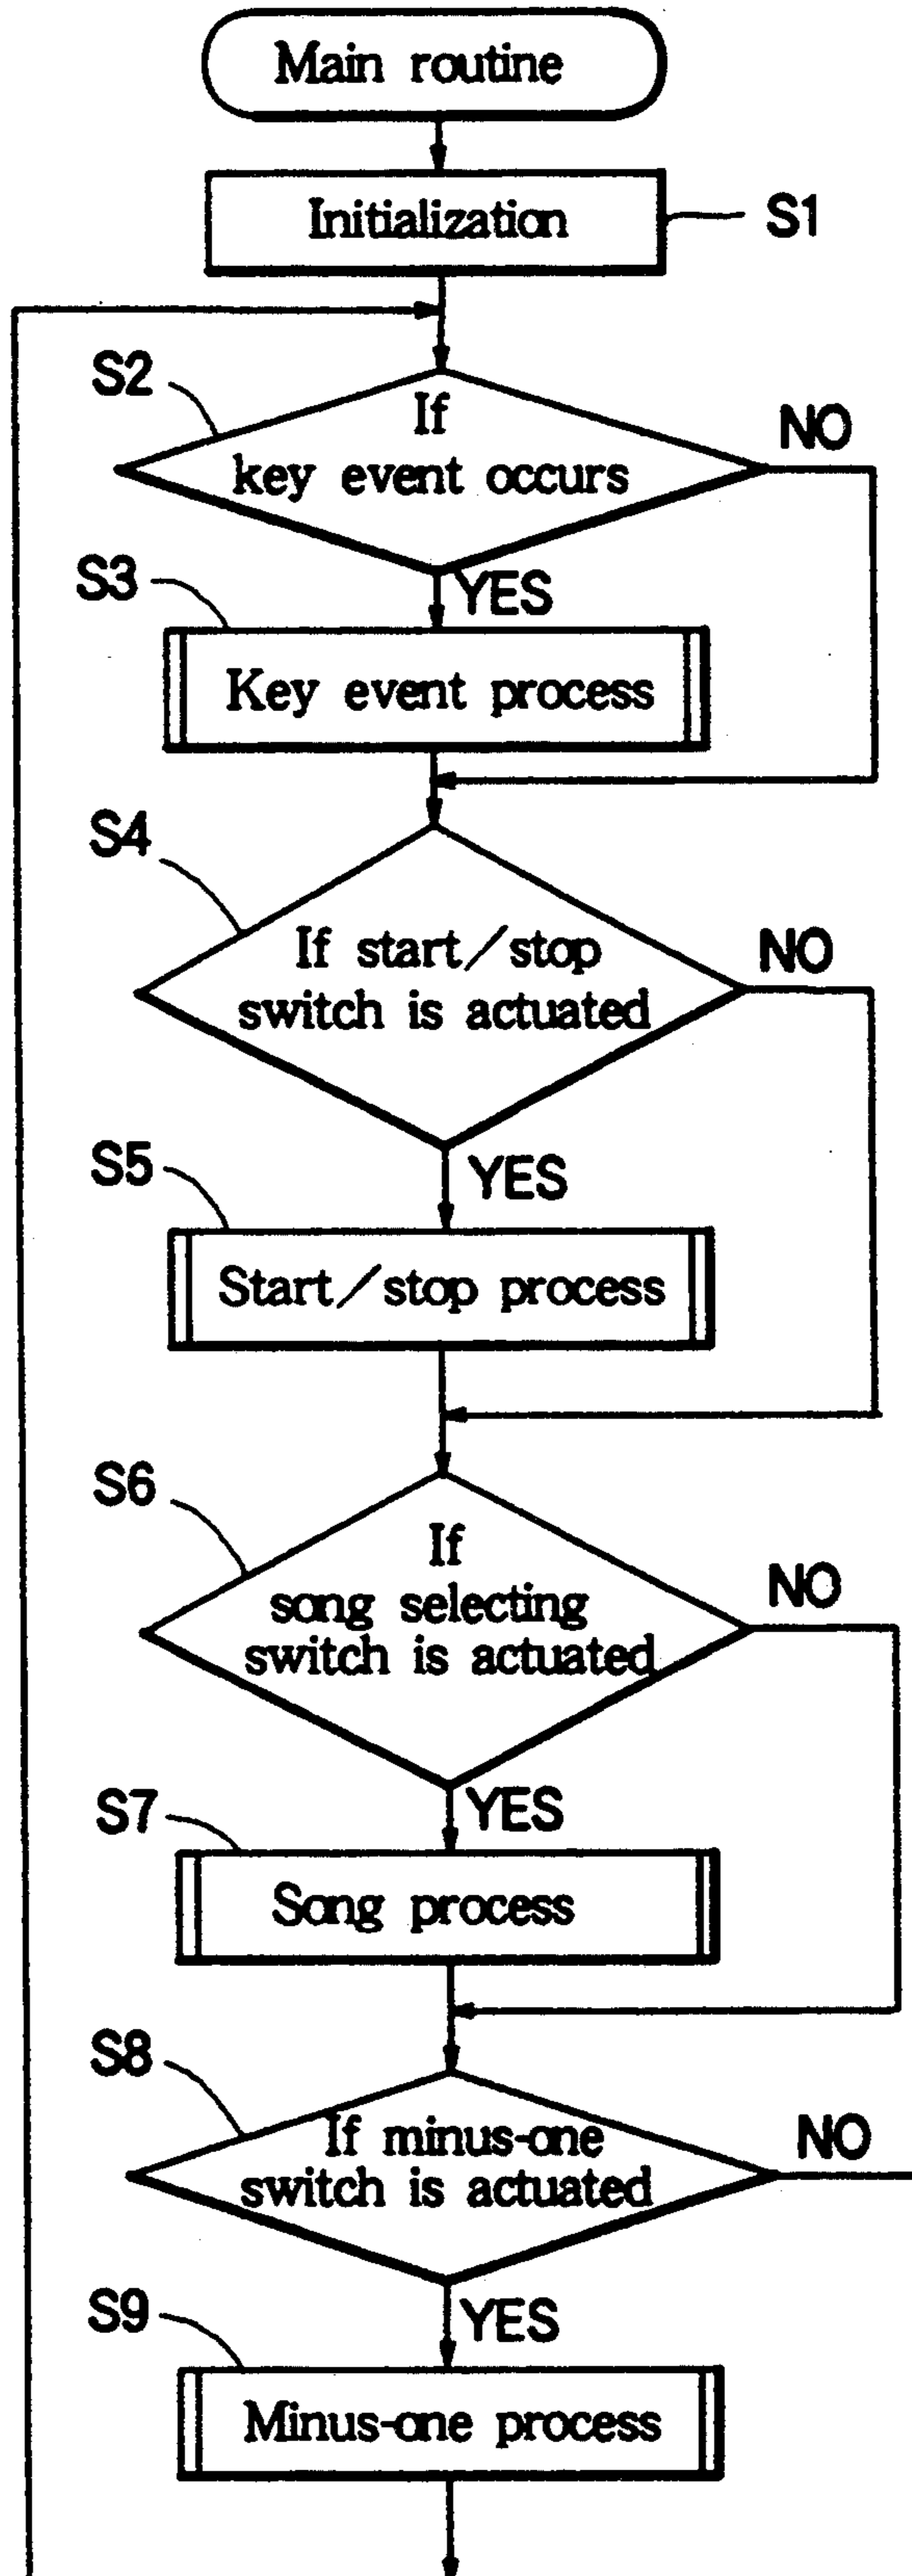 Main routine
Initialization
S1
S2
If
key event occurs
NO
YES
S3
Key event process
S4
If start/stop
switch is actuated
NO
YES
S5
Start/stop process
S6
If
song selecting
switch is actuated
NO
YES
S7
Song process
S8
If minus-one
switch is actuated
NO
YES
S9
Minus-one process